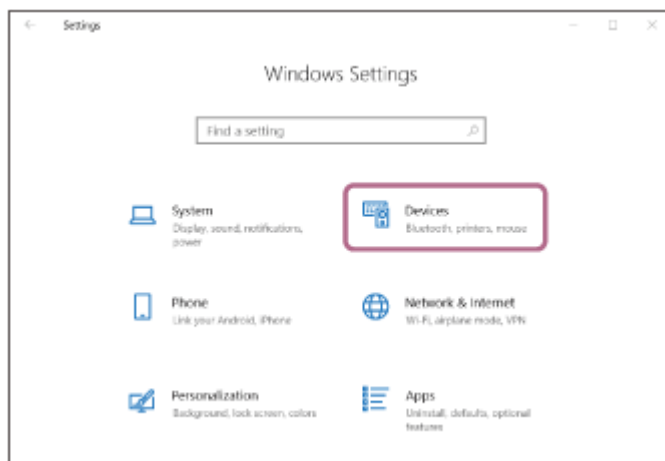 Settings
Windows Settings
Find a setting
System
Display, sound, notifications,
power
Devices
Bluetooth, printers, mouse
Phone
Link your Android, iPhone
Network & Internet
Wi-Fi, airplane mode, VPN
Personalization
Background, lock screen, colors
Apps
Uninstall, defaults, optional
features